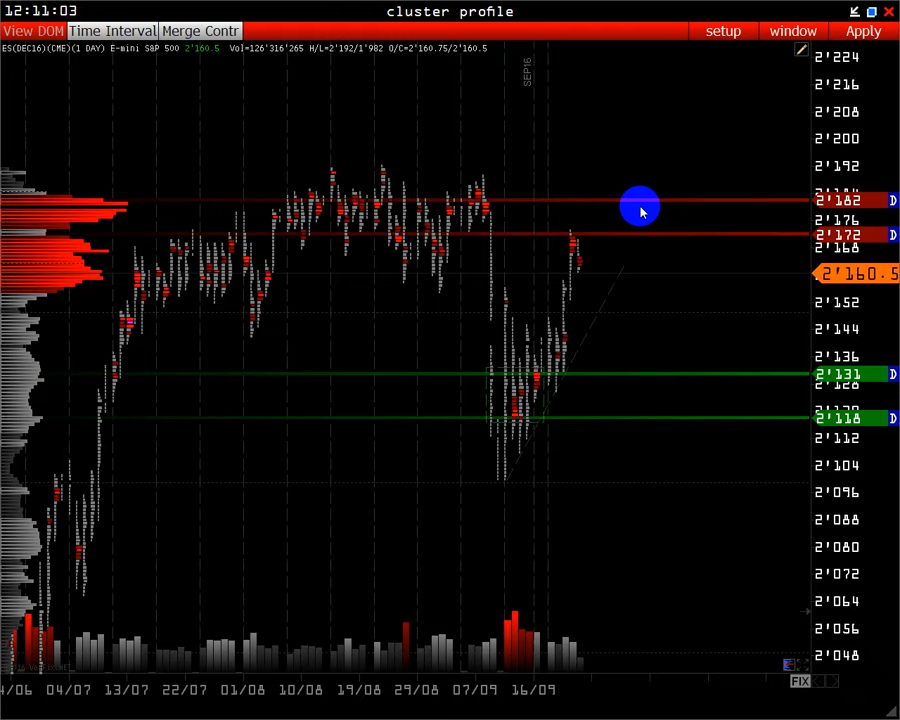 12:11:03
cluster profile
View DOM Time Interval Merge Contr
setup window Apply
ES(DEC16)(CME)(1 DAY) E-mini S&P 500 2'160.5 Vol=126'316'265 H/L=2'192/1'982 O/C=2'160.75/2'160.5
SEP16
2'224
2'216
2'208
2'200
2'192
2'182 D
2'176
2'172 D
2'168
2'160.5
2'152
2'144
2'136
2'131 D
2'128
2'118 D
2'112
2'104
2'096
2'088
2'080
2'072
2'064
2'056
2'048
FIX
4/06 04/07 13/07 22/07 01/08 10/08 19/08 29/08 07/09 16/09